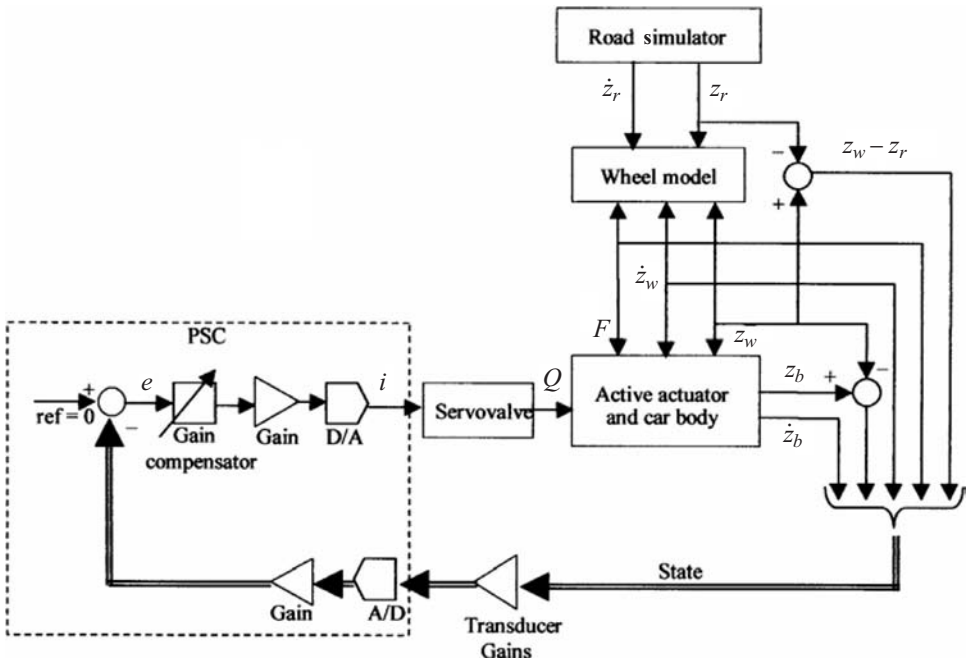 Road simulator
ż_r
z_r
−
z_w − z_r
Wheel model
+
ż_w
PSC
F
z_w
−
+
e
i
Q
z_b
+
ref = 0
−
Servovalve
Active actuator
and car body
Gain
compensator
Gain
D/A
ż_b
State
Gain
A/D
Transducer
Gains